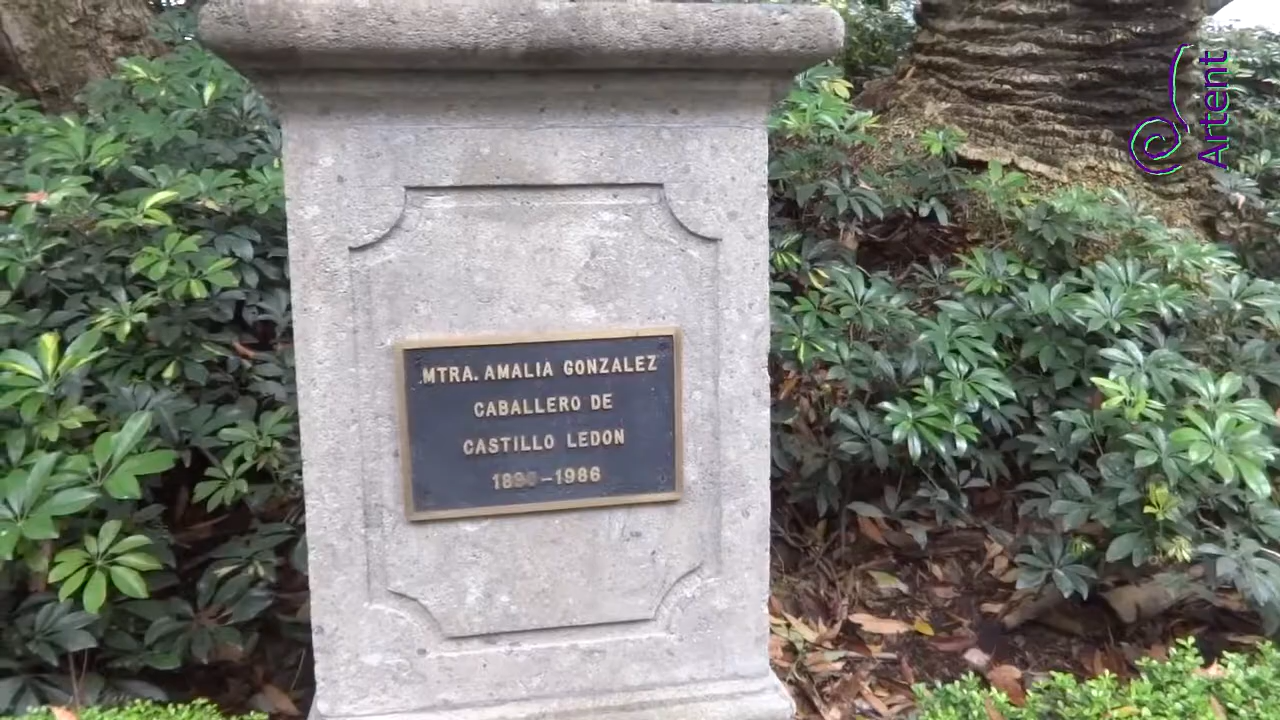 MTRA. AMALIA GONZALEZ
CABALLERO DE
CASTILLO LEDON
-1986
Artent